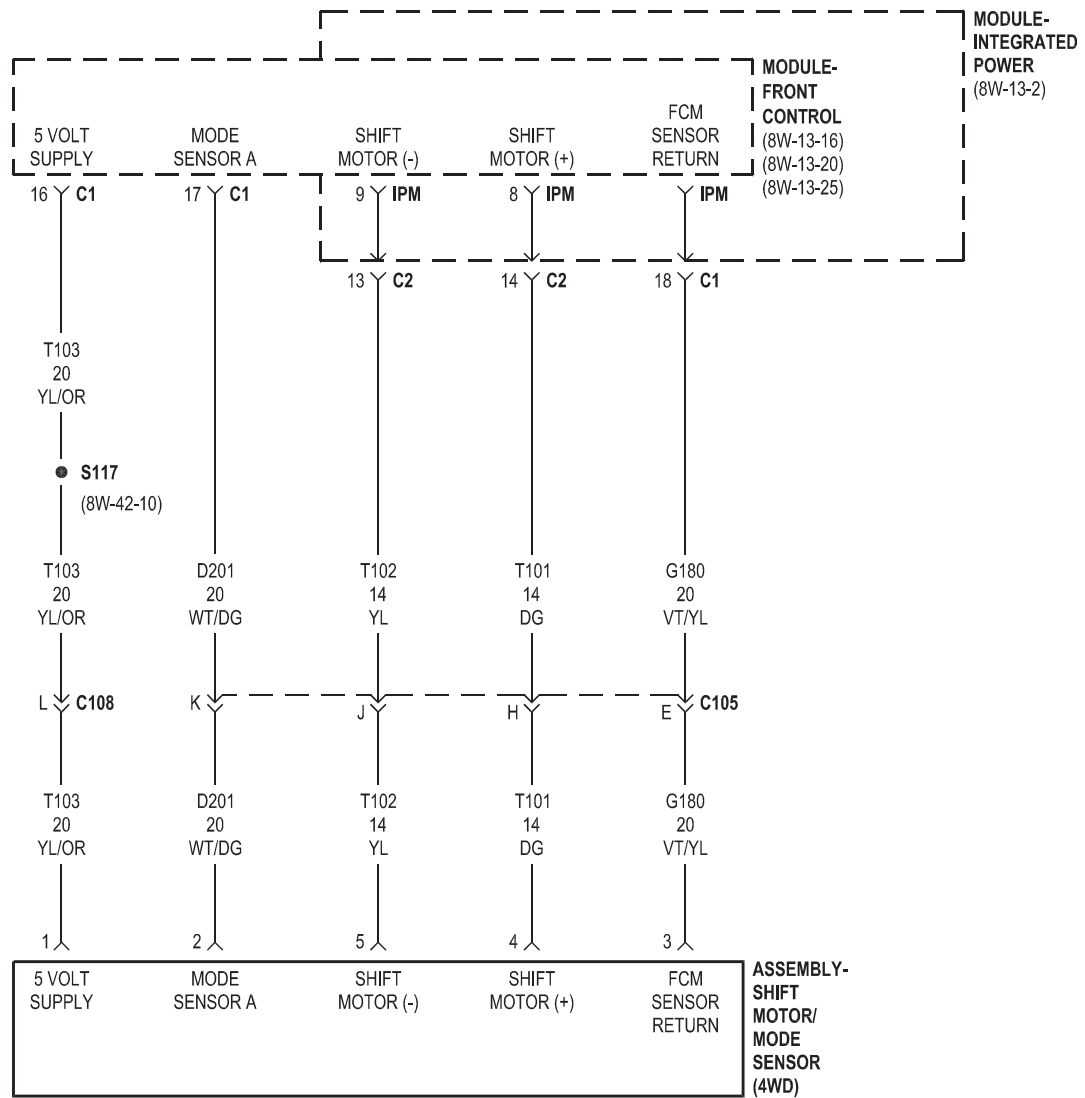 MODULE-
INTEGRATED
POWER
(8W-13-2)
MODULE-
FRONT
CONTROL
(8W-13-16)
(8W-13-20)
(8W-13-25)
5 VOLT
SUPPLY
MODE
SENSOR A
SHIFT
MOTOR (-)
SHIFT
MOTOR (+)
FCM
SENSOR
RETURN
16 C1
17 C1
9 IPM
8 IPM
IPM
13 C2
14 C2
18 C1
T103
20
YL/OR
S117
(8W-42-10)
T103
20
YL/OR
D201
20
WT/DG
T102
14
YL
T101
14
DG
G180
20
VT/YL
L C108
K
J
H
E C105
T103
20
YL/OR
D201
20
WT/DG
T102
14
YL
T101
14
DG
G180
20
VT/YL
1
2
5
4
3
5 VOLT
SUPPLY
MODE
SENSOR A
SHIFT
MOTOR (-)
SHIFT
MOTOR (+)
FCM
SENSOR
RETURN
ASSEMBLY-
SHIFT
MOTOR/
MODE
SENSOR
(4WD)